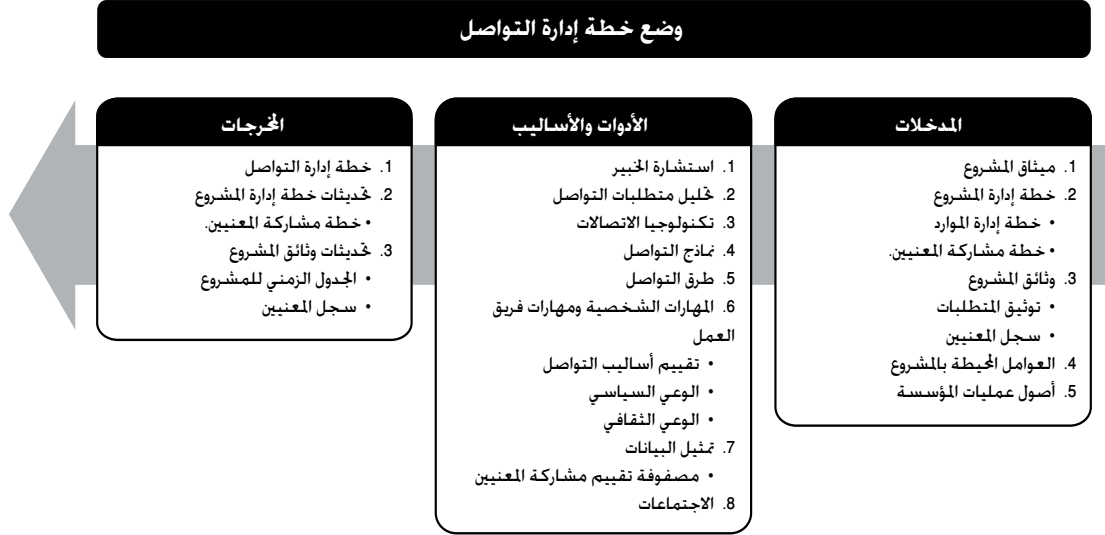 وضع خطة إدارة التواصل
المدخلات
1. ميثاق المشروع
2. خطة إدارة المشروع
• خطة إدارة الموارد
• خطة مشاركة المعنيين.
3. وثائق المشروع
• توثيق المتطلبات
• سجل المعنيين
4. العوامل المحيطة بالمشروع
5. أصول عمليات المؤسسة
الأدوات والأساليب
1. استشارة الخبير
2. تحليل متطلبات التواصل
3. تكنولوجيا الاتصالات
4. نماذج التواصل
5. طرق التواصل
6. المهارات الشخصية ومهارات فريق
العمل
• تقييم أساليب التواصل
• الوعي السياسي
• الوعي الثقافي
7. تمثيل البيانات
• مصفوفة تقييم مشاركة المعنيين
8. الاجتماعات
المخرجات
1. خطة إدارة التواصل
2. تحديثات خطة إدارة المشروع
• خطة مشاركة المعنيين.
3. تحديثات وثائق المشروع
• الجدول الزمني للمشروع
• سجل المعنيين